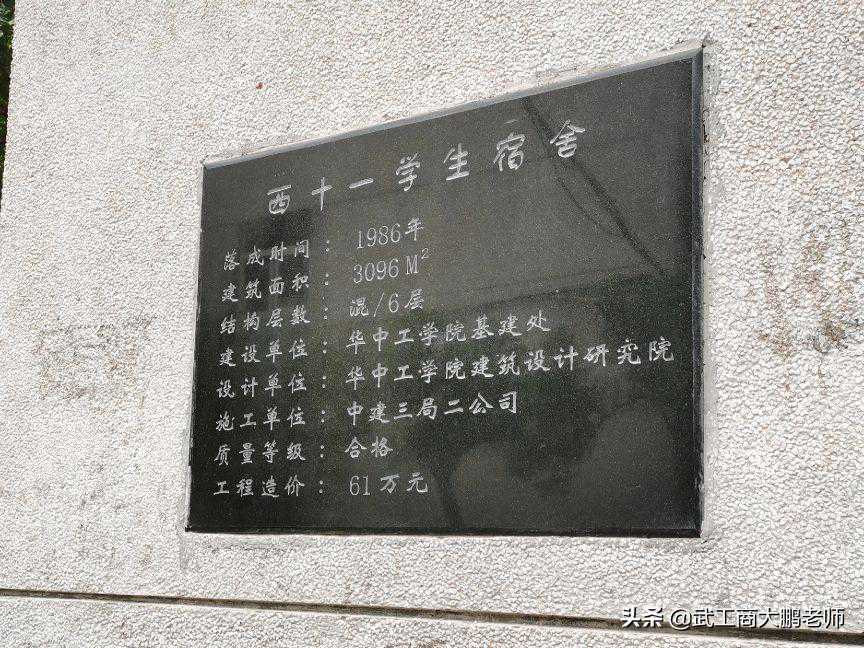 西十一学生宿舍
落成时间：1986年
建筑面积：3096M²
结构层数：混/6层
建设单位：华中工学院基建处
设计单位：华中工学院建筑设计研究院
施工单位：中建三局二公司
质量等级：合格
工程造价：61万元
头条 @武工商大鹏老师